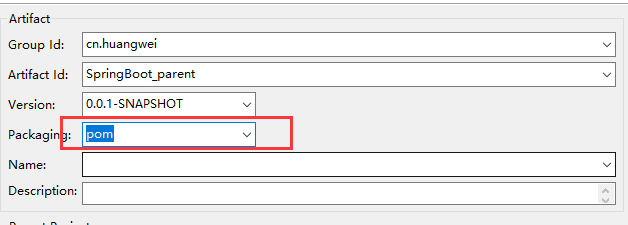 Artifact
Group Id: cn.huangwei
Artifact Id: SpringBoot_parent
Version: 0.0.1-SNAPSHOT
Packaging: pom
Name:
Description: